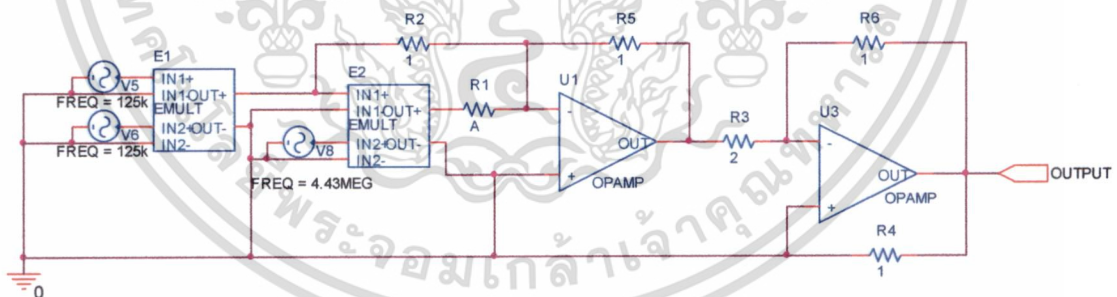 R2
1
R5
1
R6
1
E1
V5
FREQ = 125k
IN1+
IN1-OUT+
EMULT
IN2+OUT-
IN2-
V6
FREQ = 125k
E2
IN1+
IN1-OUT+
EMULT
IN2+OUT-
IN2-
V8
FREQ = 4.43MEG
R1
A
U1
-
+
OUT
OPAMP
R3
2
U3
-
+
OUT
OPAMP
R4
1
OUTPUT
0